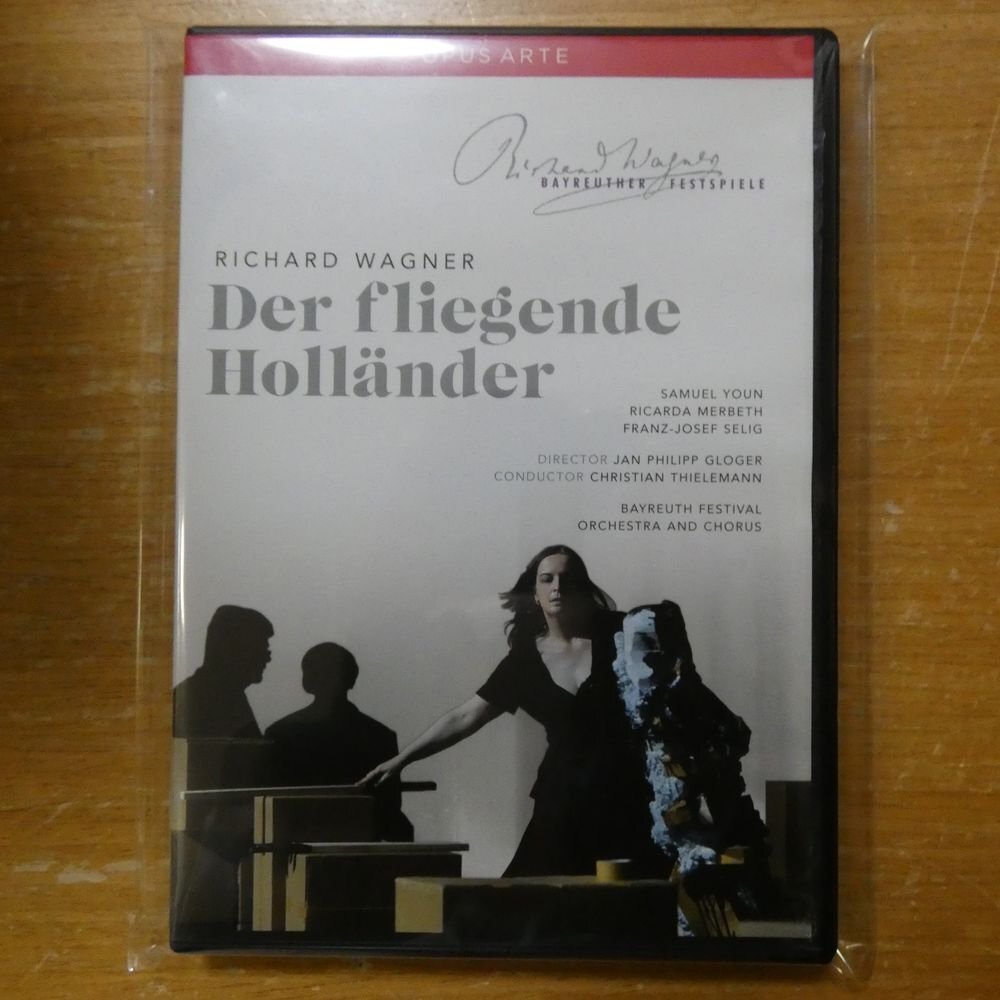 OPUS ARTE
Richard Wagner
BAYREUTHER FESTSPIELE
RICHARD WAGNER
Der fliegende
Holländer
SAMUEL YOUN
RICARDA MERBETH
FRANZ-JOSEF SELIG
DIRECTOR JAN PHILIPP GLOGER
CONDUCTOR CHRISTIAN THIELEMANN
BAYREUTH FESTIVAL
ORCHESTRA AND CHORUS